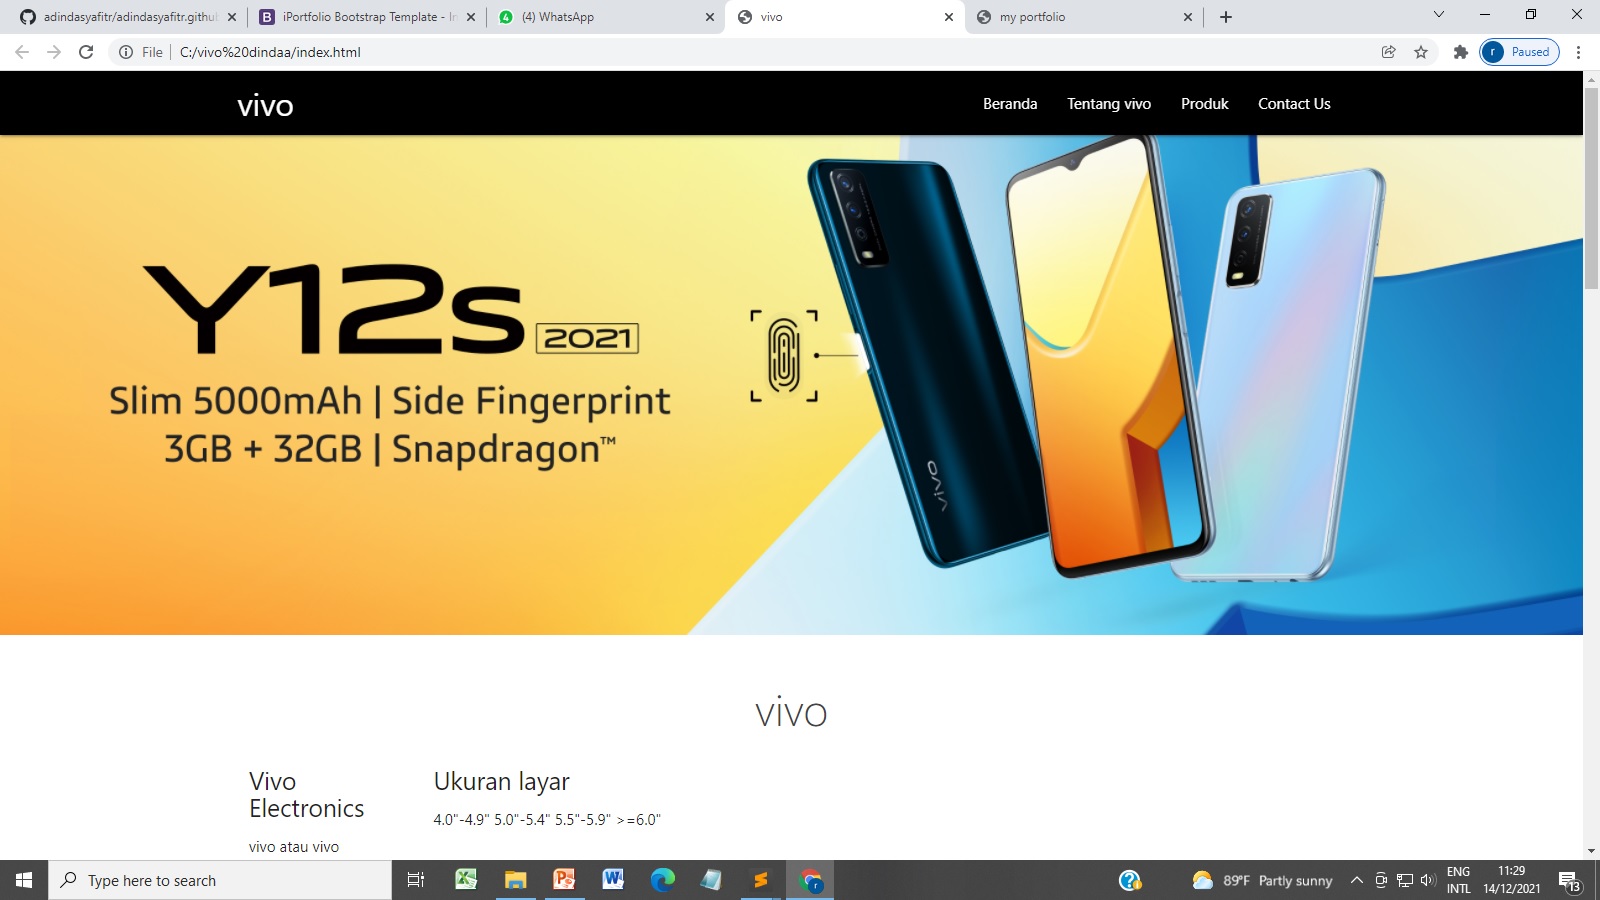 adindasyafitr/adindasyafitr.github
iPortfolio Bootstrap Template - In
(4) WhatsApp
vivo
my portfolio
File
C:/vivo%20dindaa/index.html
r
Paused
vivo
Beranda
Tentang vivo
Produk
Contact Us
Y12s 2021
Slim 5000mAh | Side Fingerprint
3GB + 32GB | Snapdragon™
vivo
vivo
Vivo
Electronics
vivo atau vivo
Ukuran layar
4.0"-4.9" 5.0"-5.4" 5.5"-5.9" >=6.0"
Type here to search
89°F Partly sunny
ENG
INTL
11:29
14/12/2021
13